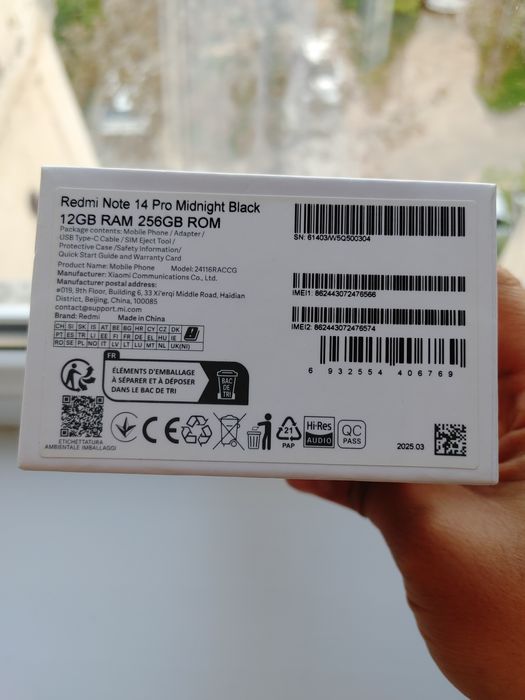 Redmi Note 14 Pro Midnight Black
12GB RAM 256GB ROM
Package contents: Mobile Phone / Adapter /
USB Type-C Cable / SIM Eject Tool /
Protective Case /Safety Information/
Quick Start Guide and Warranty Card
Product Name: Mobile Phone Model: 24116RACCG
Manufacturer: Xiaomi Communications Co., Ltd.
Manufacturer postal address:
#019, 9th Floor, Building 6, 33 Xi'erqi Middle Road, Haidian
District, Beijing, China, 100085
contact@support.mi.com
Brand: Redmi Made in China
CH SI SK IS AT BE BG HR CY CZ DK
PT ES TR LI EE FI FR DE EL HU IE
RO SE PL NO IT LV LT LU MT NL UK(NI)
SN: 61403/W5Q500304
IMEI1: 862443072476566
IMEI2: 862443072476574
6 932554 406769
FR
ÉLÉMENTS D'EMBALLAGE
À SÉPARER ET À DÉPOSER
DANS LE BAC DE TRI
BAC
DE
TRI
ETICHETTATURA
AMBIENTALE IMBALLAGGI
CE
21
PAP
Hi-Res
AUDIO
QC
PASS
2025.03